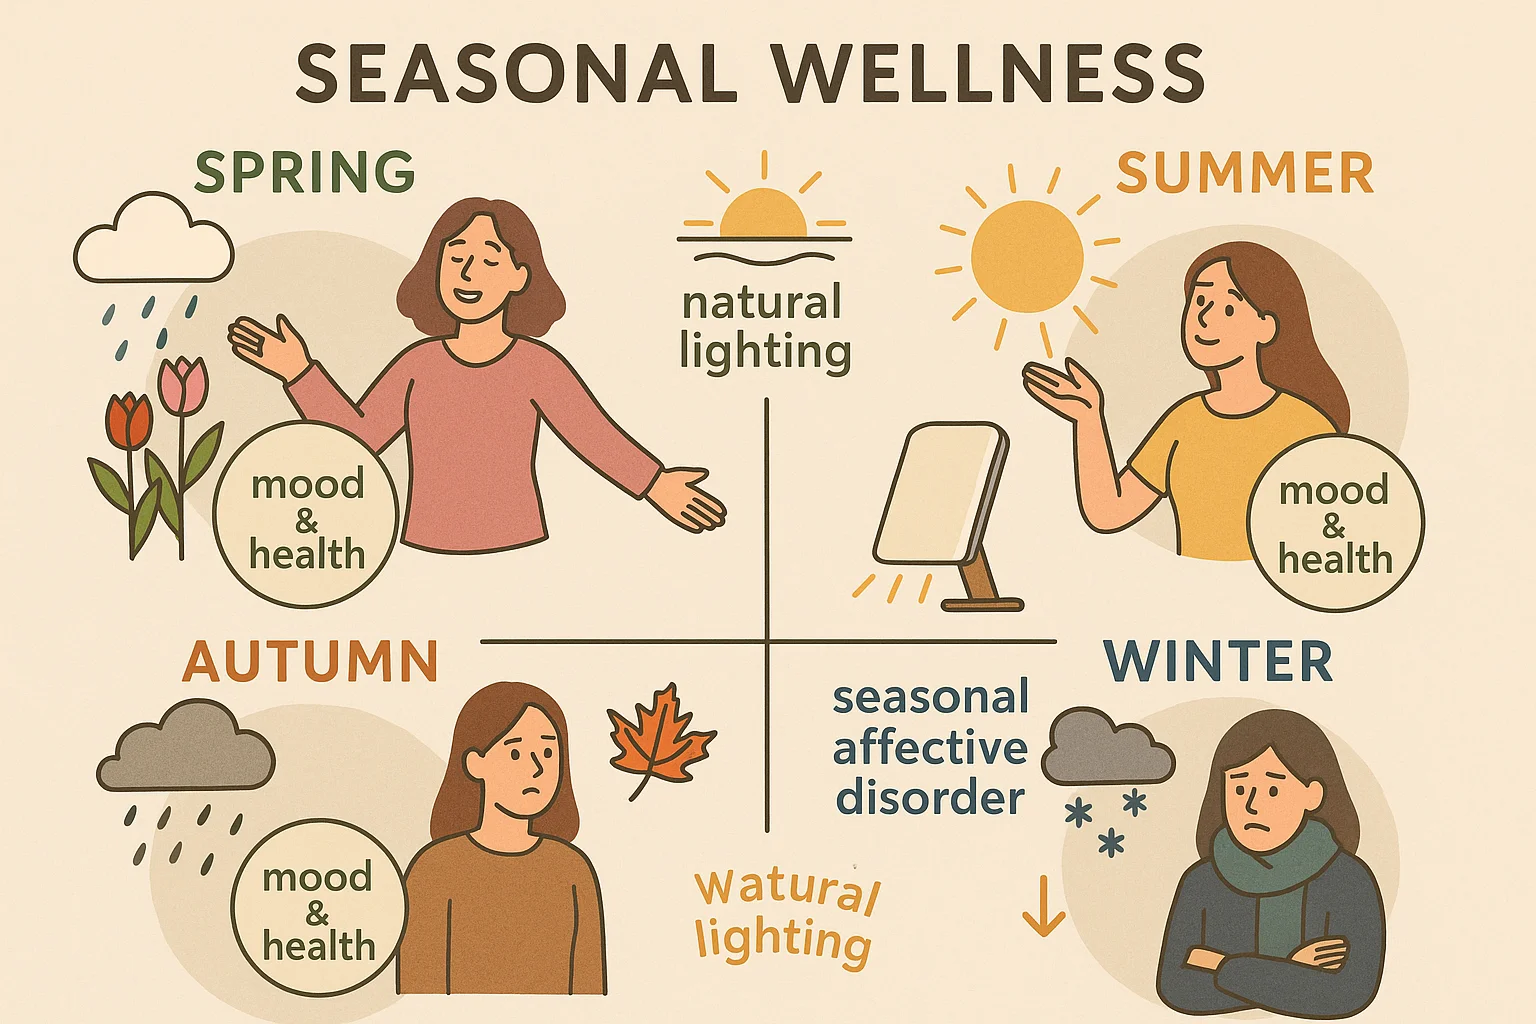 SEASONAL WELLNESS
SPRING
natural
lighting
SUMMER
mood
&
health
mood
&
health
AUTUMN
WINTER
seasonal
affective
disorder
mood
&
health
Watural
lighting